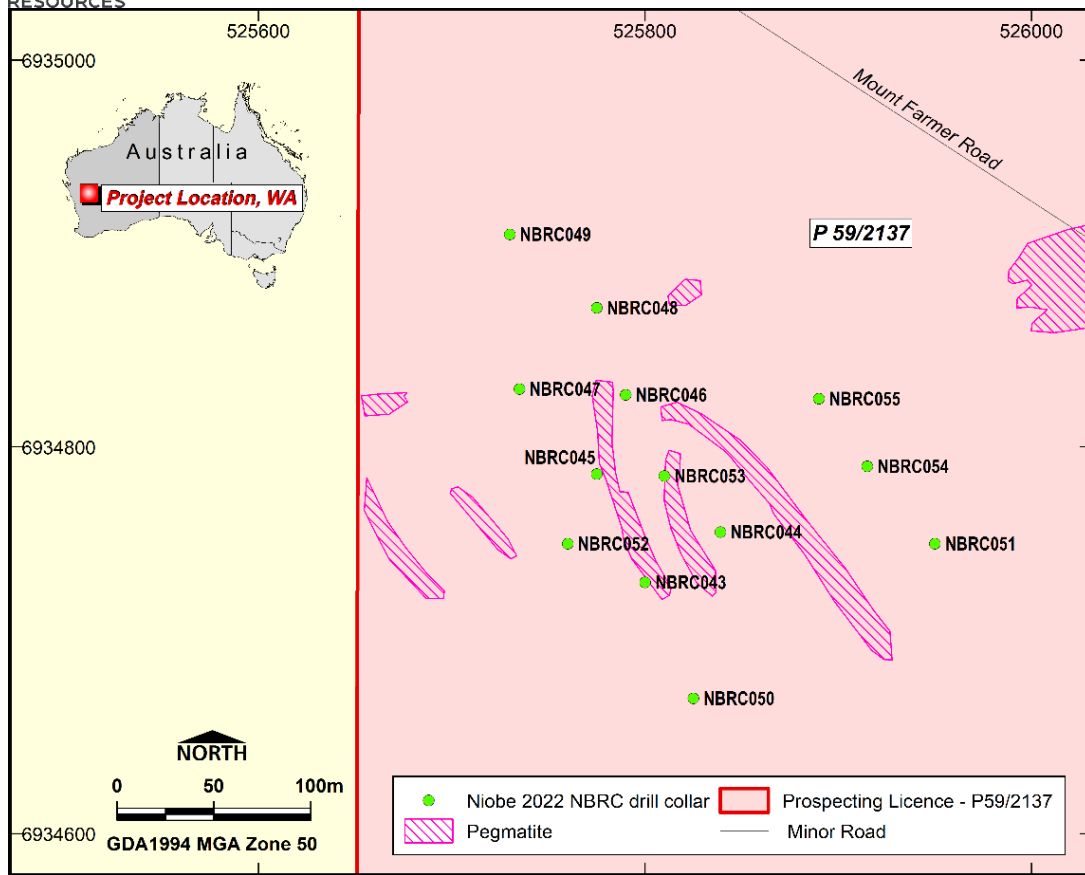 RESOURCES
525600
525800
526000
6935000
Mount Farmer Road
Australia
Project Location, WA
P 59/2137
NBRC049
NBRC048
NBRC047
NBRC046
NBRC055
6934800
NBRC045
NBRC053
NBRC054
NBRC044
NBRC052
NBRC051
NBRC043
NBRC050
NORTH
0 50 100m
GDA1994 MGA Zone 50
6934600
Niobe 2022 NBRC drill collar
Prospecting Licence - P59/2137
Pegmatite
Minor Road